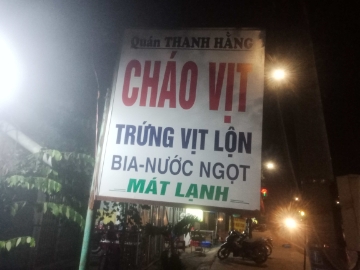 Quán THANH HẰNG
CHÁO VỊT
TRỨNG VỊT LỘN
BIA-NƯỚC NGỌT
MÁT LẠNH